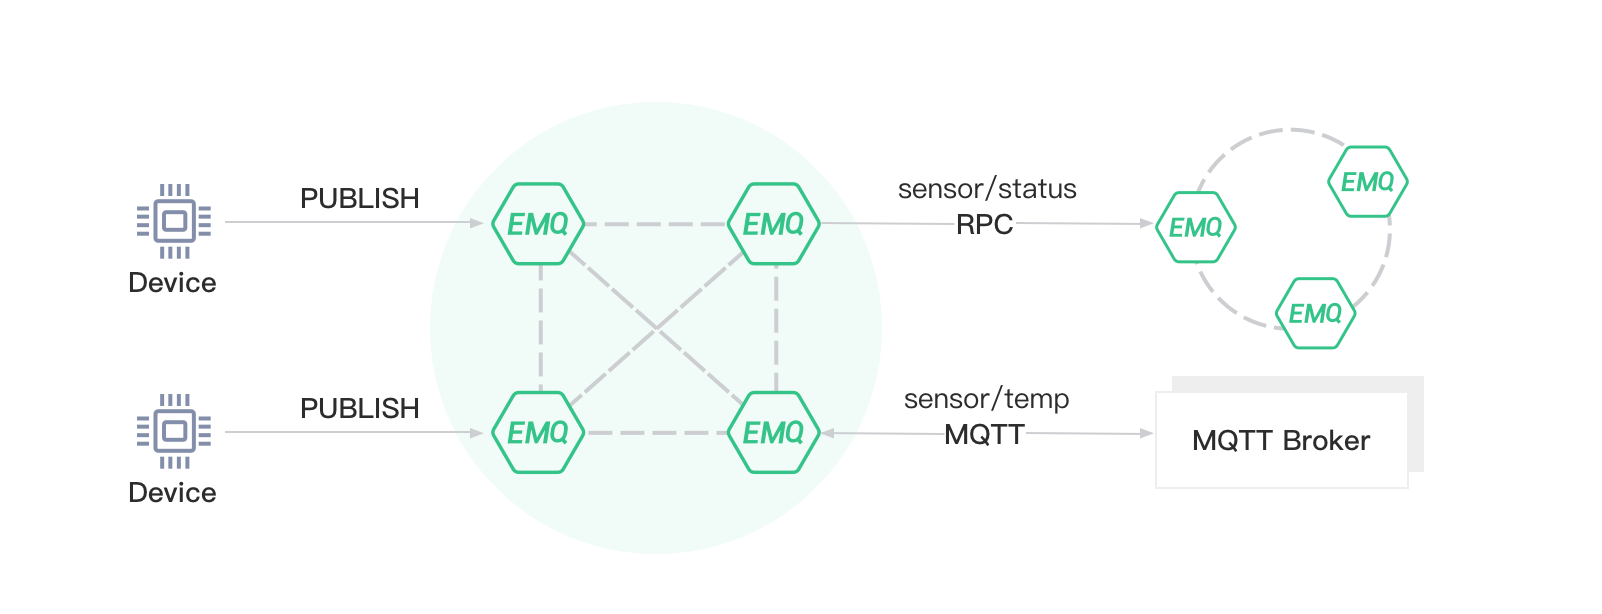 PUBLISH
Device
EMQ
EMQ
sensor/status
RPC
EMQ
EMQ
EMQ
PUBLISH
Device
EMQ
EMQ
sensor/temp
MQTT
MQTT Broker